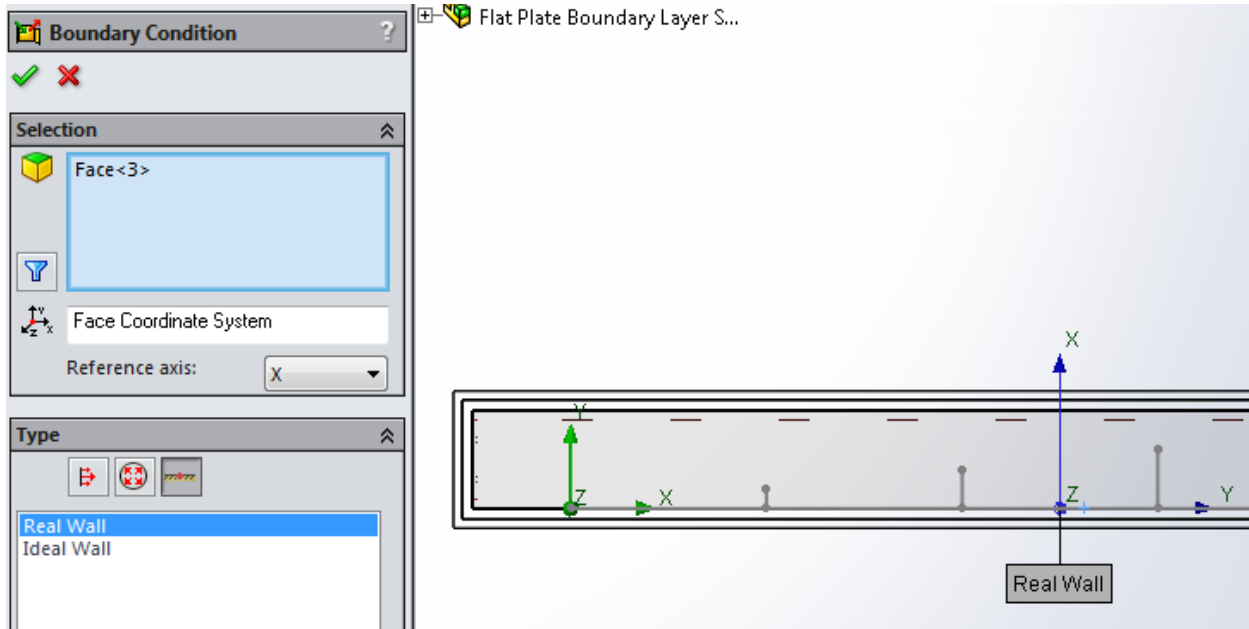 Boundary Condition ?
Flat Plate Boundary Layer S...
Selection
Face<3>
Y
X
Z
Face Coordinate System
Reference axis:
X
Type
Real Wall
Ideal Wall
X
Y
Z
X
Z
Y
Real Wall